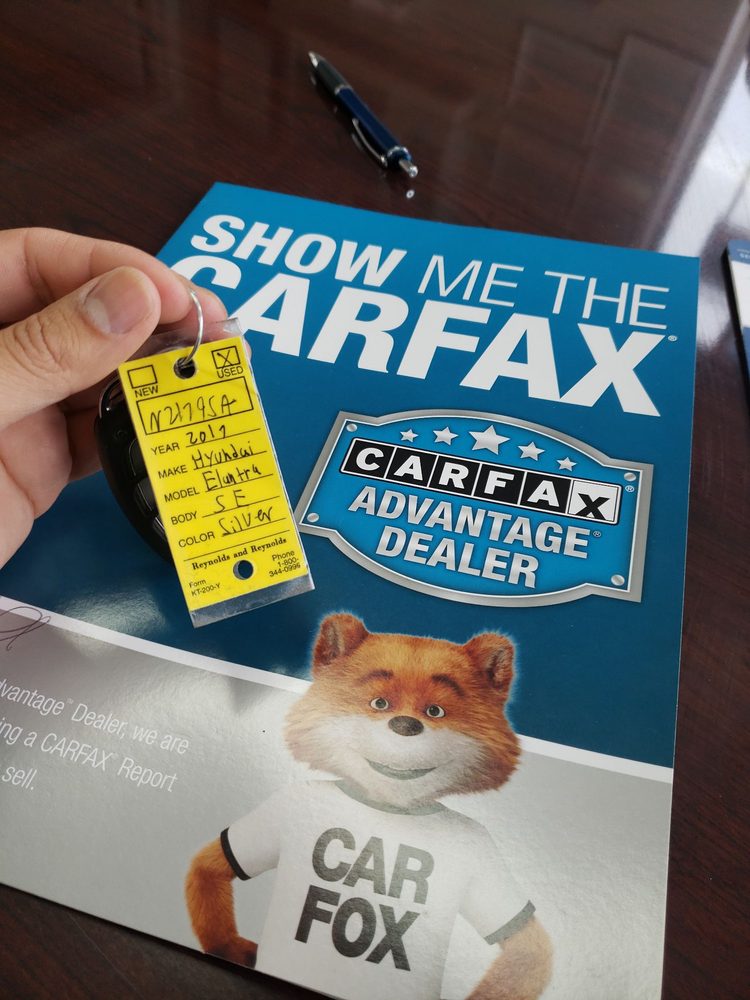 SHOW ME THE
CARFAX®
NEW
X
USED
N21795A
YEAR 2017
MAKE Hyundai
MODEL Elantra
BODY SE
COLOR Silver
Reynolds and Reynolds
Form
KT-200-Y
Phone
1-800-
344-0996
CARFAX®
ADVANTAGE®
DEALER
dvantage® Dealer, we are
ing a CARFAX® Report
sell.
CAR
FOX